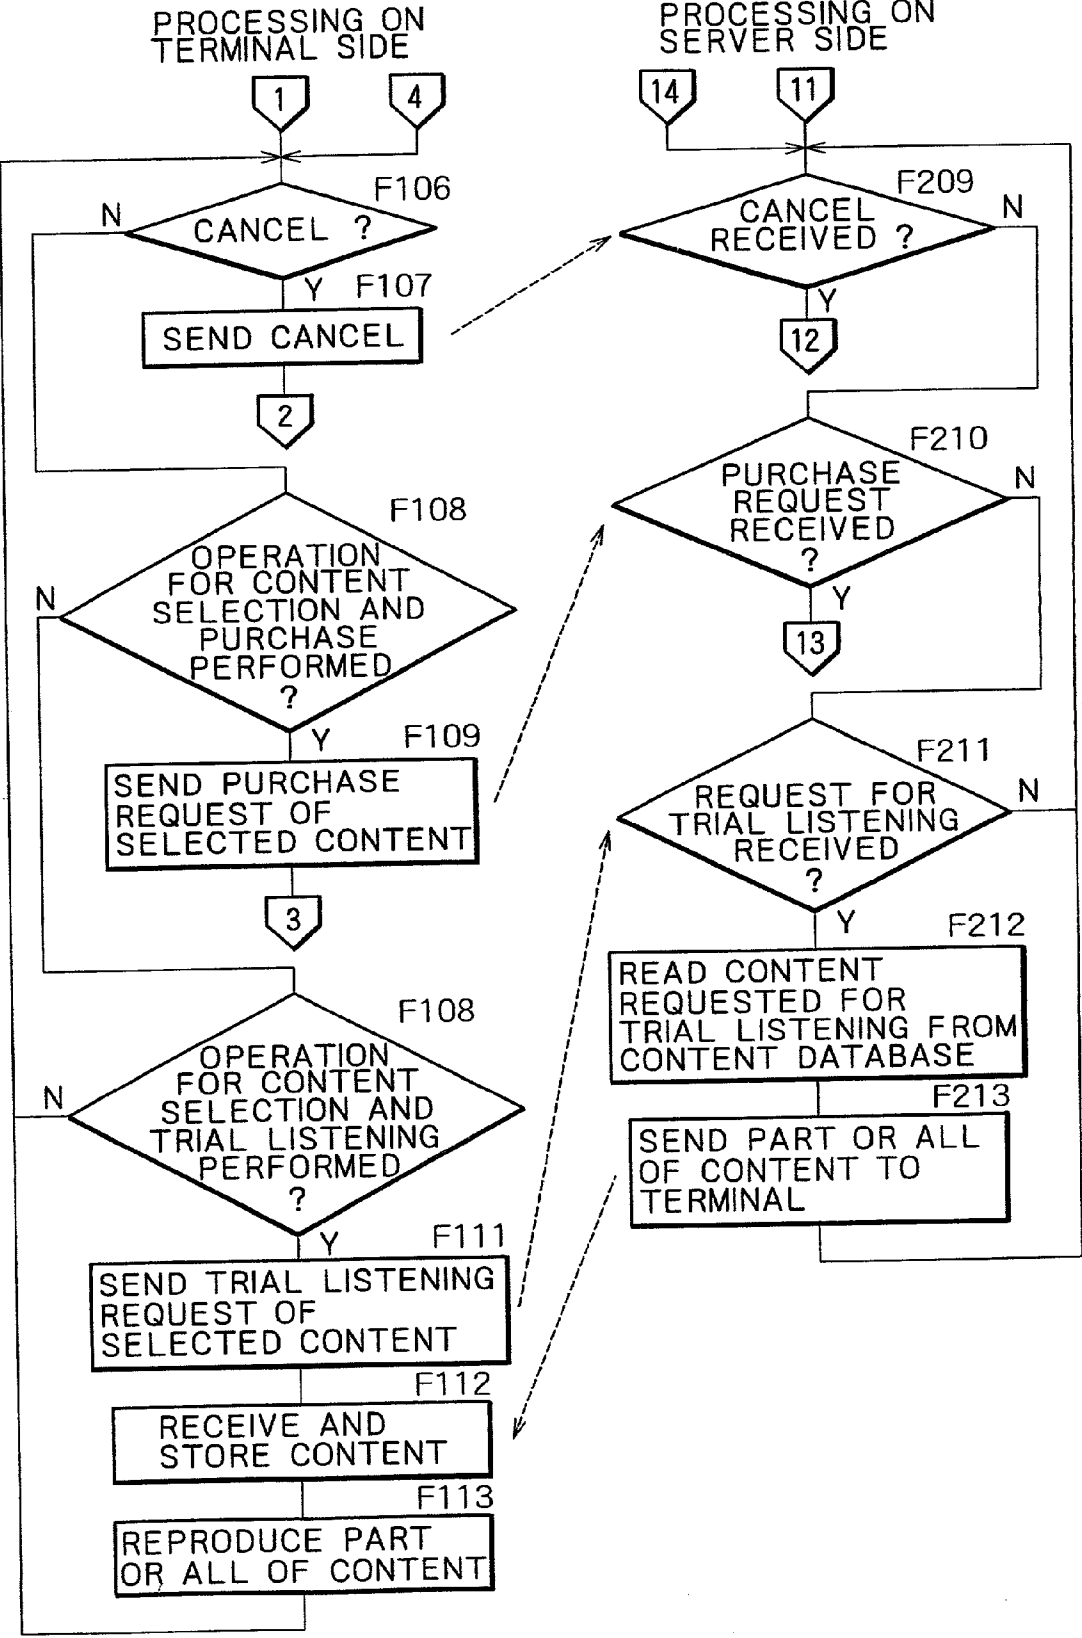 PROCESSING ON
TERMINAL SIDE
1
4
F106
CANCEL ?
N
Y
F107
SEND CANCEL
2
F108
OPERATION
FOR CONTENT
SELECTION AND
PURCHASE
PERFORMED
?
N
Y
F109
SEND PURCHASE
REQUEST OF
SELECTED CONTENT
3
F108
OPERATION
FOR CONTENT
SELECTION AND
TRIAL LISTENING
PERFORMED
?
N
Y
F111
SEND TRIAL LISTENING
REQUEST OF
SELECTED CONTENT
F112
RECEIVE AND
STORE CONTENT
F113
REPRODUCE PART
OR ALL OF CONTENT
PROCESSING ON
SERVER SIDE
14
11
F209
CANCEL
RECEIVED ?
N
Y
12
F210
PURCHASE
REQUEST
RECEIVED
?
N
Y
13
F211
REQUEST FOR
TRIAL LISTENING
RECEIVED
?
N
Y
F212
READ CONTENT
REQUESTED FOR
TRIAL LISTENING FROM
CONTENT DATABASE
F213
SEND PART OR ALL
OF CONTENT TO
TERMINAL